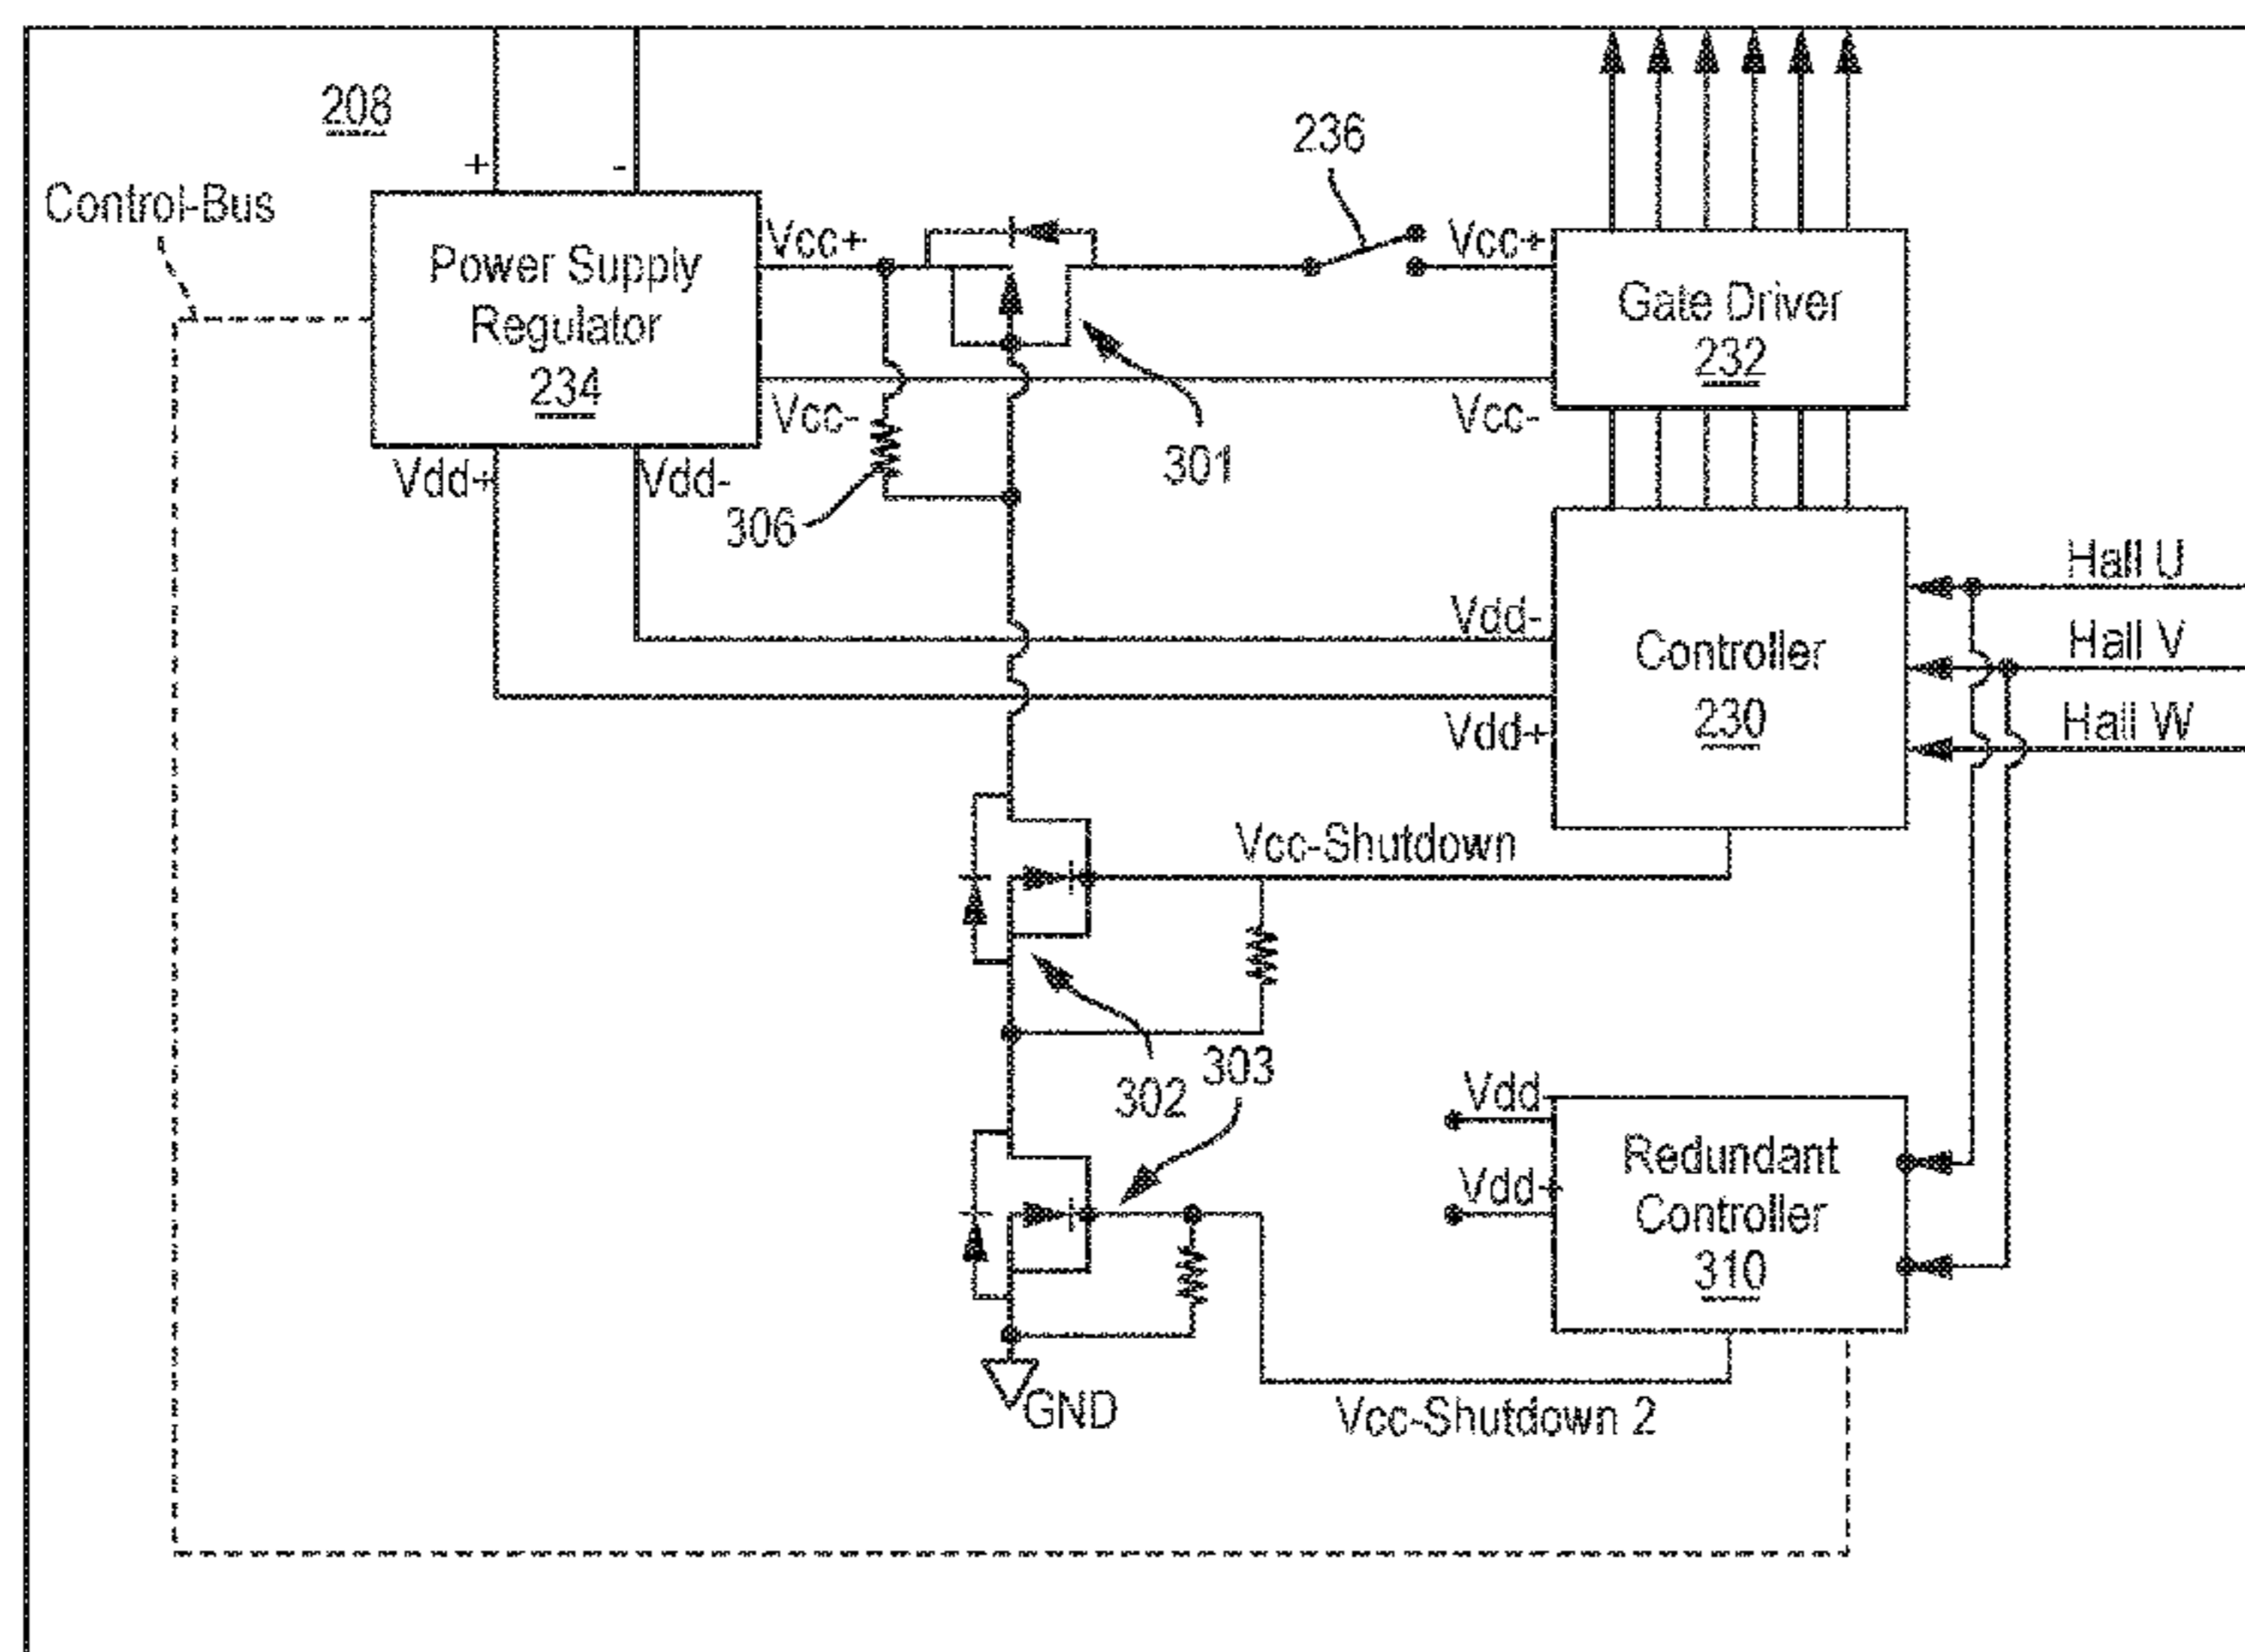 208
+
-
236
Control-Bus
Power Supply
Regulator
234
Vcc+
Vcc+
Gate Driver
232
Vcc-
Vcc-
301
Vdd+
Vdd-
306
Hall U
Vdd-
Controller
230
Hall V
Vdd+
Hall W
Vcc-Shutdown
302
303
Vdd-
Vdd+
Redundant
Controller
310
GND
Vcc-Shutdown 2